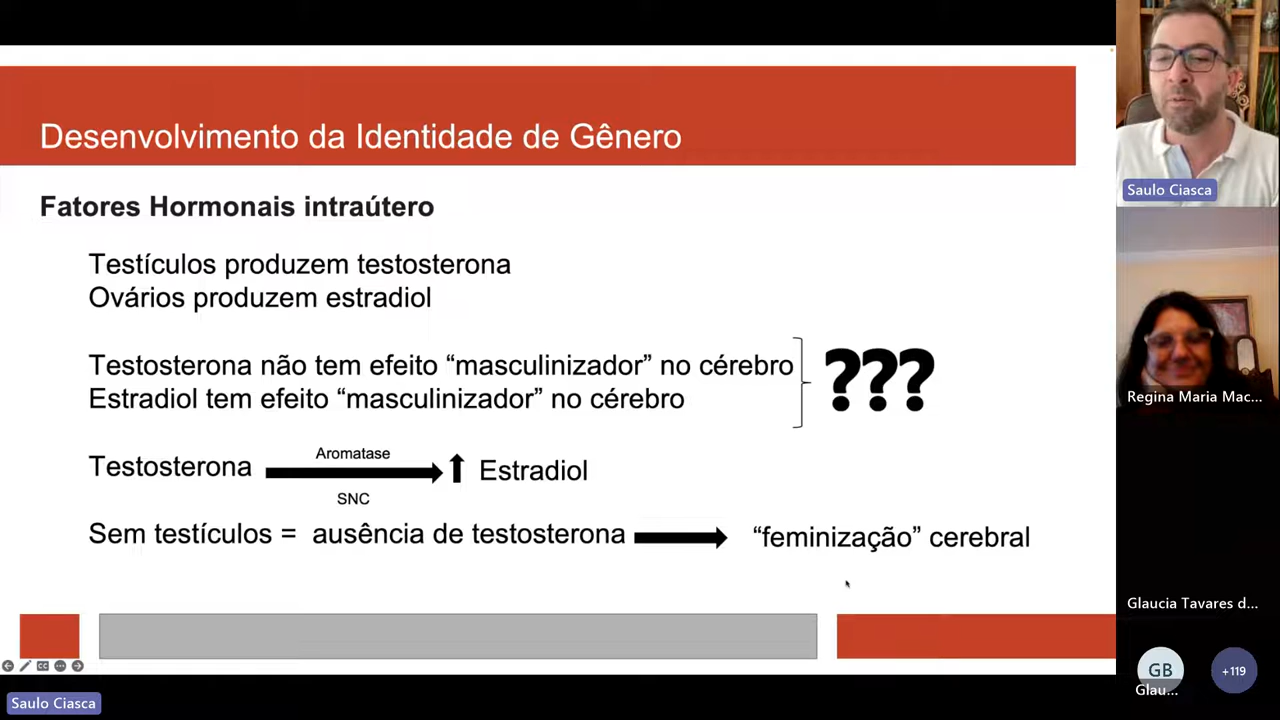 Desenvolvimento da Identidade de Gênero
Fatores Hormonais intraútero
Testículos produzem testosterona
Ovários produzem estradiol
Testosterona não tem efeito “masculinizador” no cérebro
Estradiol tem efeito “masculinizador” no cérebro
???
Testosterona
Aromatase
SNC
Estradiol
Sem testículos = ausência de testosterona
“feminização” cerebral
Saulo Ciasca
Saulo Ciasca
Regina Maria Mac...
Glaucia Tavares d...
GB
Glau...
+119